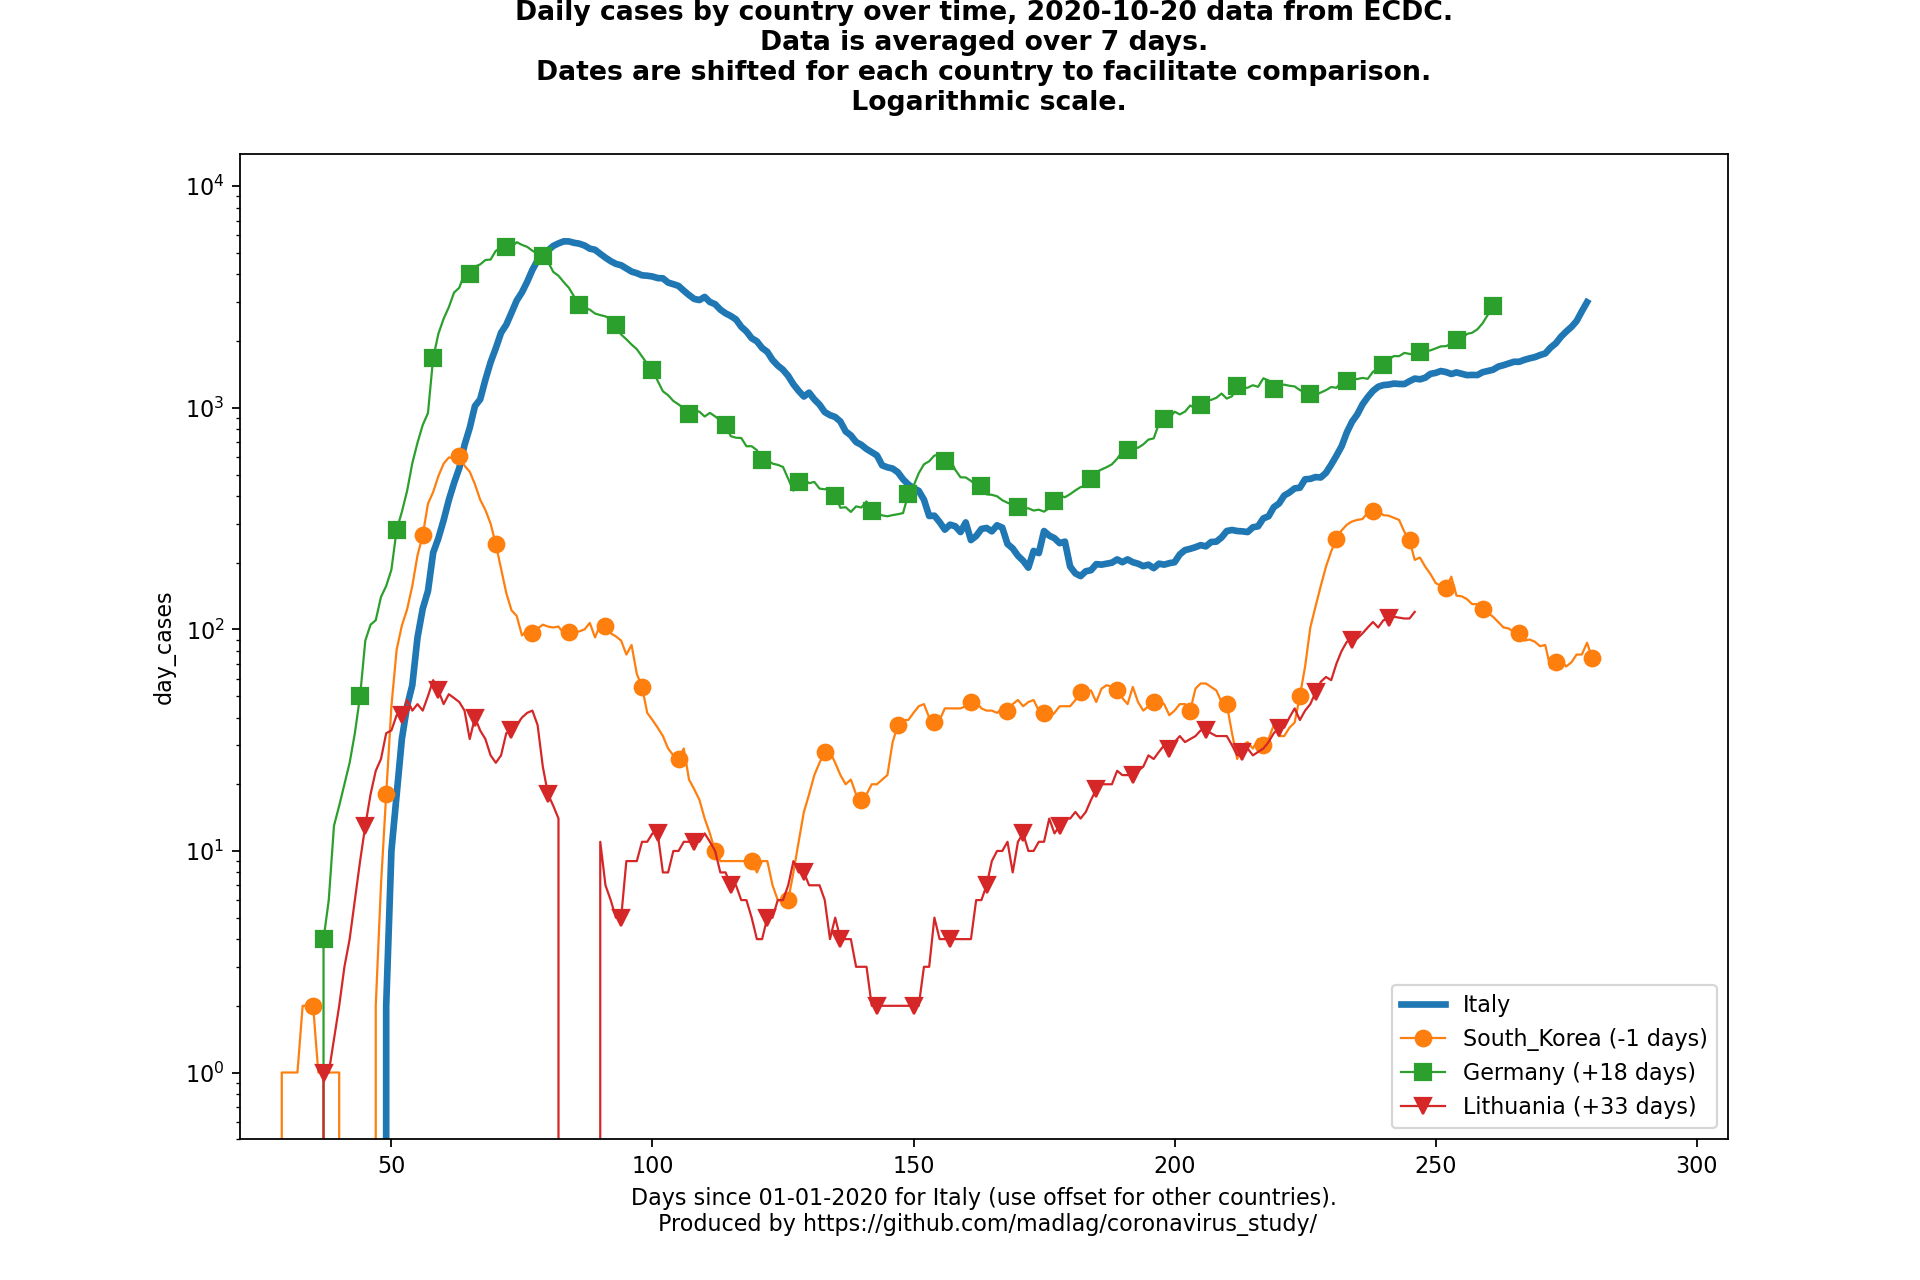 Daily cases by country over time, 2020-10-20 data from ECDC.
Data is averaged over 7 days.
Dates are shifted for each country to facilitate comparison.
Logarithmic scale.
10^4
10^3
10^2
10^1
10^0
day_cases
50
100
150
200
250
300
Italy
South_Korea (-1 days)
Germany (+18 days)
Lithuania (+33 days)
Days since 01-01-2020 for Italy (use offset for other countries).
Produced by https://github.com/madlag/coronavirus_study/